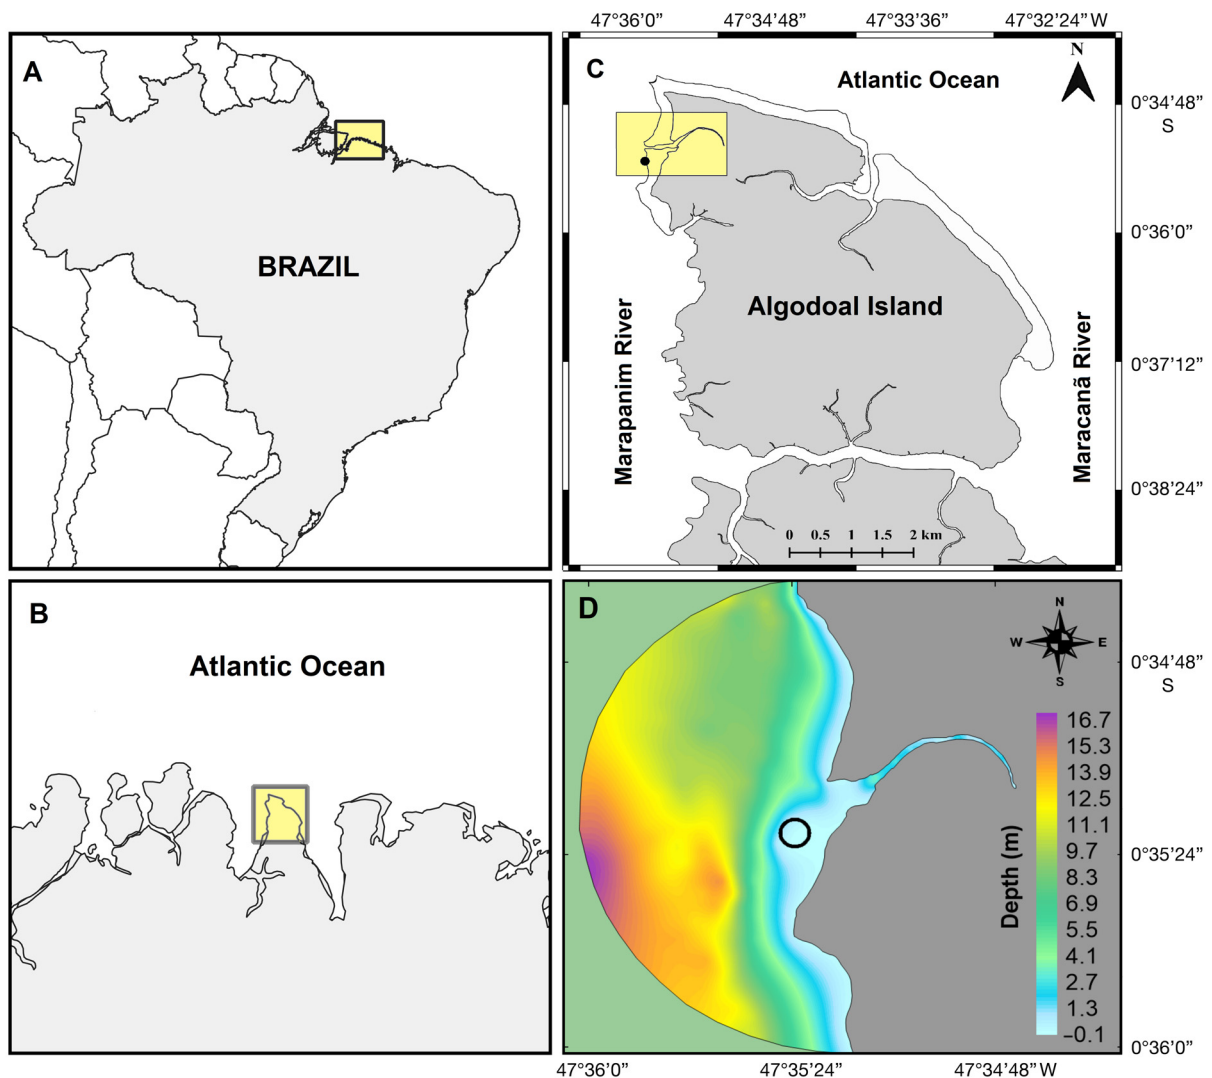 47°36’0”
47°34’48”
47°33’36”
47°32’24”W
A
BRAZIL
C
Atlantic Ocean
N
0°34’48”
S
0°36’0”
Algodoal Island
Marapanim River
Maracanã River
0°37’12”
0°38’24”
0 0.5 1 1.5 2 km
B
Atlantic Ocean
D
N
W E
S
0°34’48”
S
Depth (m)
16.7
15.3
13.9
12.5
11.1
9.7
8.3
6.9
5.5
4.1
2.7
1.3
−0.1
0°35’24”
0°36’0”
47°36’0”
47°35’24”
47°34’48”W